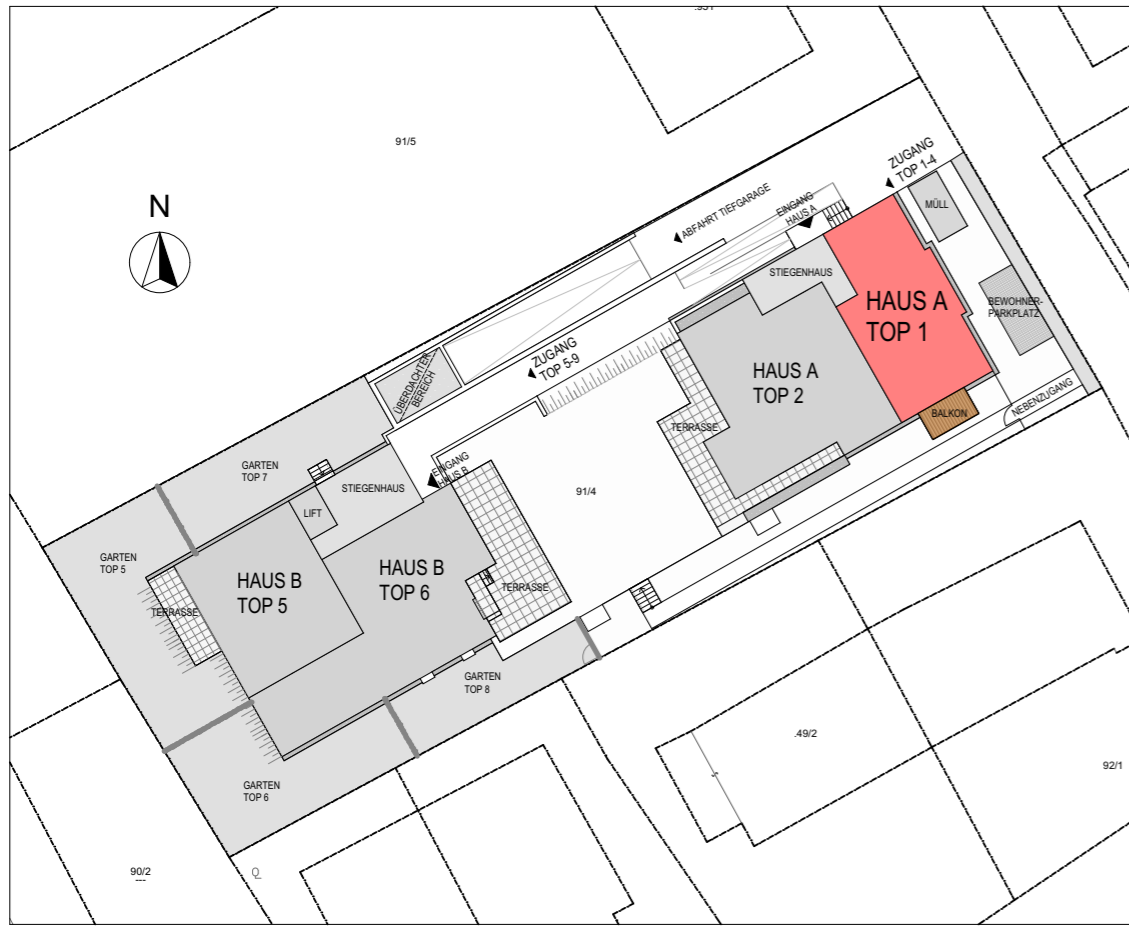 91/5
N
ZUGANG
TOP 1-4
MÜLL
ABFAHRT TIEFGARAGE
EINGANG
HAUS A
STIEGENHAUS
HAUS A
TOP 1
BEWOHNER-
PARKPLATZ
ZUGANG
TOP 5-9
ÜBERDACHTER
BEREICH
HAUS A
TOP 2
TERRASSE
BALKON
NEBENZUGANG
GARTEN
TOP 7
EINGANG
HAUS B
STIEGENHAUS
91/4
LIFT
GARTEN
TOP 5
HAUS B
TOP 5
HAUS B
TOP 6
TERRASSE
TERRASSE
GARTEN
TOP 8
.49/2
92/1
GARTEN
TOP 6
90/2